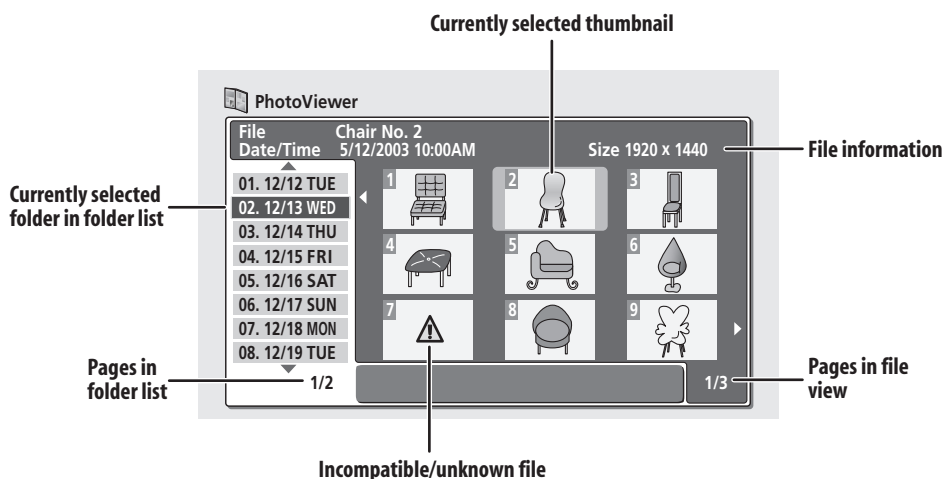 Currently selected thumbnail
PhotoViewer
File Chair No. 2
Date/Time 5/12/2003 10:00AM Size 1920 x 1440
File information
Currently selected
folder in folder list
01. 12/12 TUE
02. 12/13 WED
03. 12/14 THU
04. 12/15 FRI
05. 12/16 SAT
06. 12/17 SUN
07. 12/18 MON
08. 12/19 TUE
1 2 3
4 5 6
7 8 9
Pages in
folder list
1/2
1/3
Pages in file
view
Incompatible/unknown file